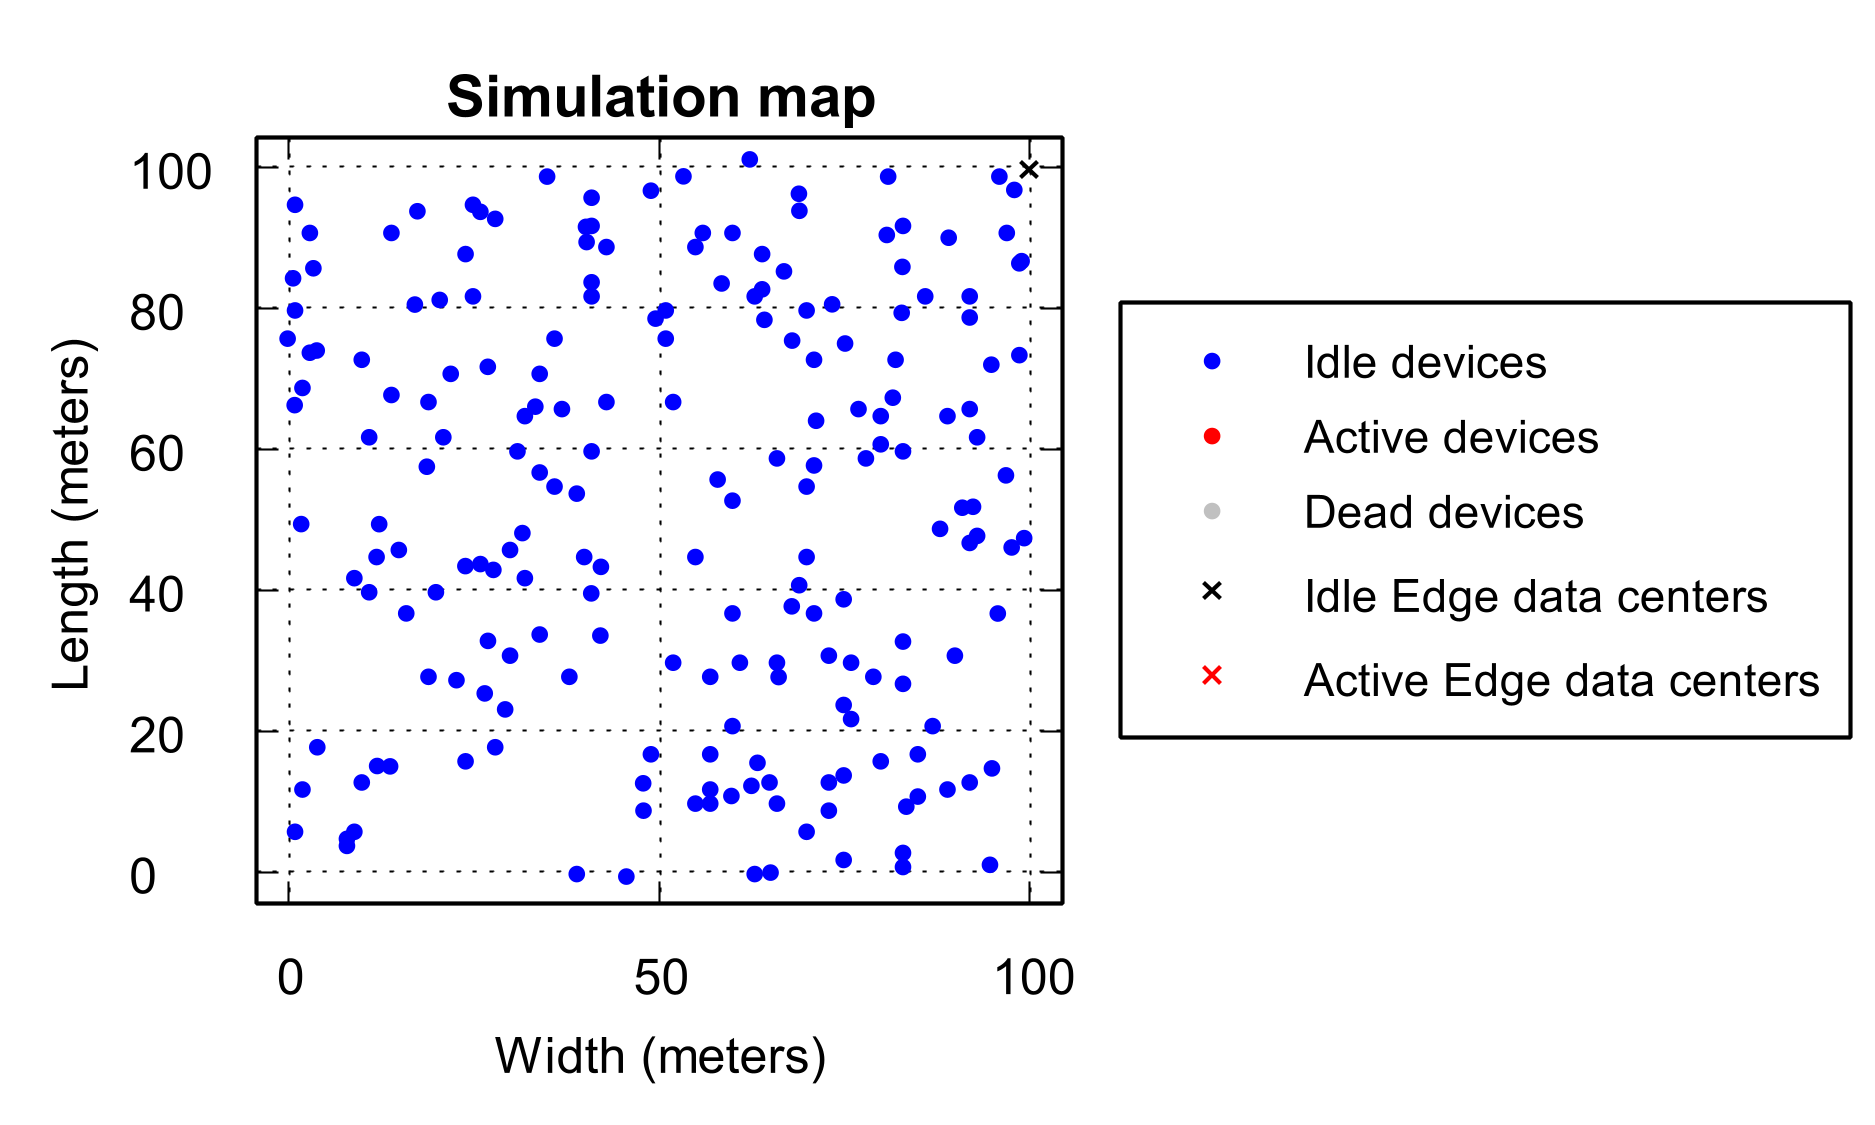 Simulation map
Length (meters)
100
80
60
40
20
0
0 50 100
Width (meters)
Idle devices
Active devices
Dead devices
Idle Edge data centers
Active Edge data centers